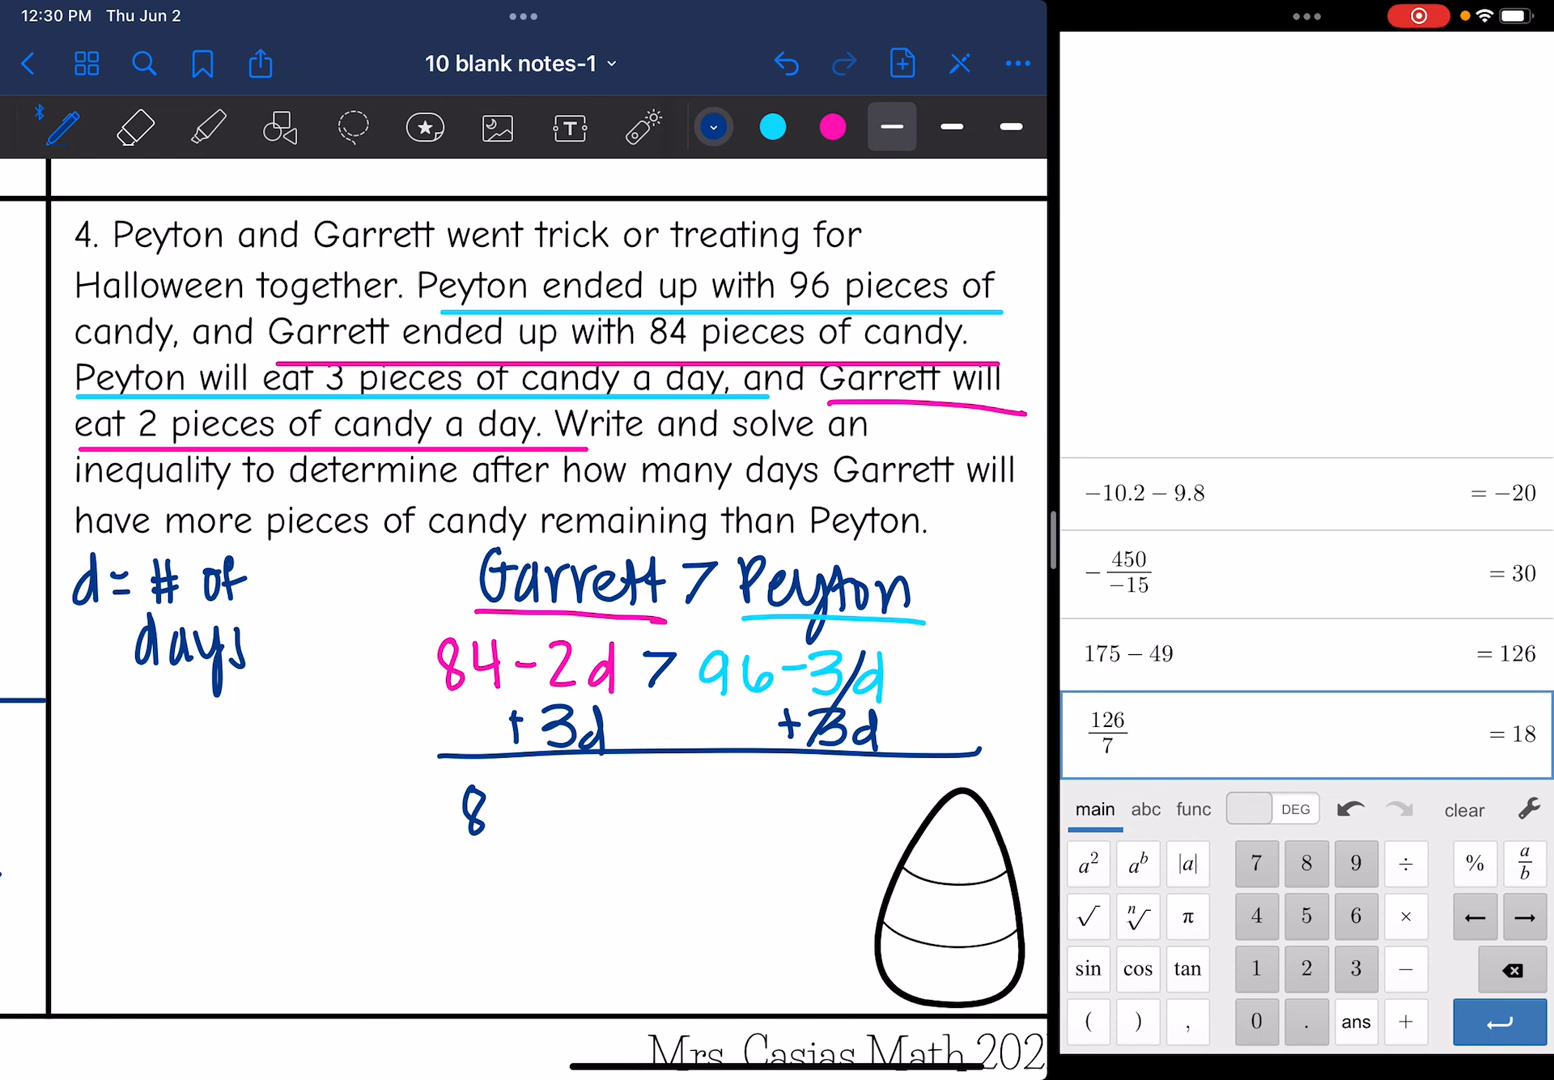 12:30 PM Thu Jun 2
10 blank notes-1
T
4. Peyton and Garrett went trick or treating for
Halloween together. Peyton ended up with 96 pieces of
candy, and Garrett ended up with 84 pieces of candy.
Peyton will eat 3 pieces of candy a day, and Garrett will
eat 2 pieces of candy a day. Write and solve an
inequality to determine after how many days Garrett will
have more pieces of candy remaining than Peyton.
d = # of
days
Garrett > Peyton
84 - 2d > 96 - 3d
+ 3d + 3d
8
Mrs. Casias Math 202
−10.2 − 9.8 = −20
−450/−15 = 30
175 − 49 = 126
126/7 = 18
main abc func DEG clear
a² aᵇ |a| 7 8 9 ÷ % a/b
√ ⁿ√ π 4 5 6 × ← →
sin cos tan 1 2 3 −
( ) , 0 . ans +